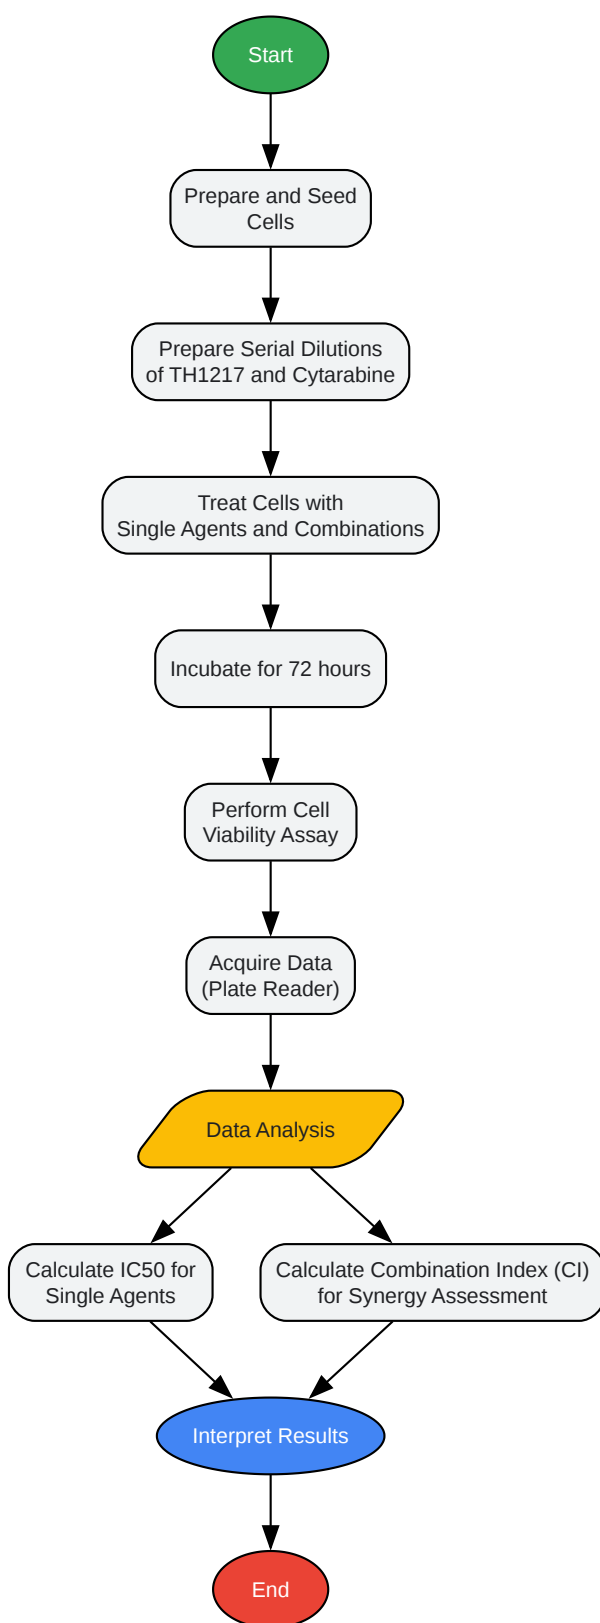 Start
Prepare and Seed
Cells
Prepare Serial Dilutions
of TH1217 and Cytarabine
Treat Cells with
Single Agents and Combinations
Incubate for 72 hours
Perform Cell
Viability Assay
Acquire Data
(Plate Reader)
Data Analysis
Calculate IC50 for
Single Agents
Calculate Combination Index (CI)
for Synergy Assessment
Interpret Results
End